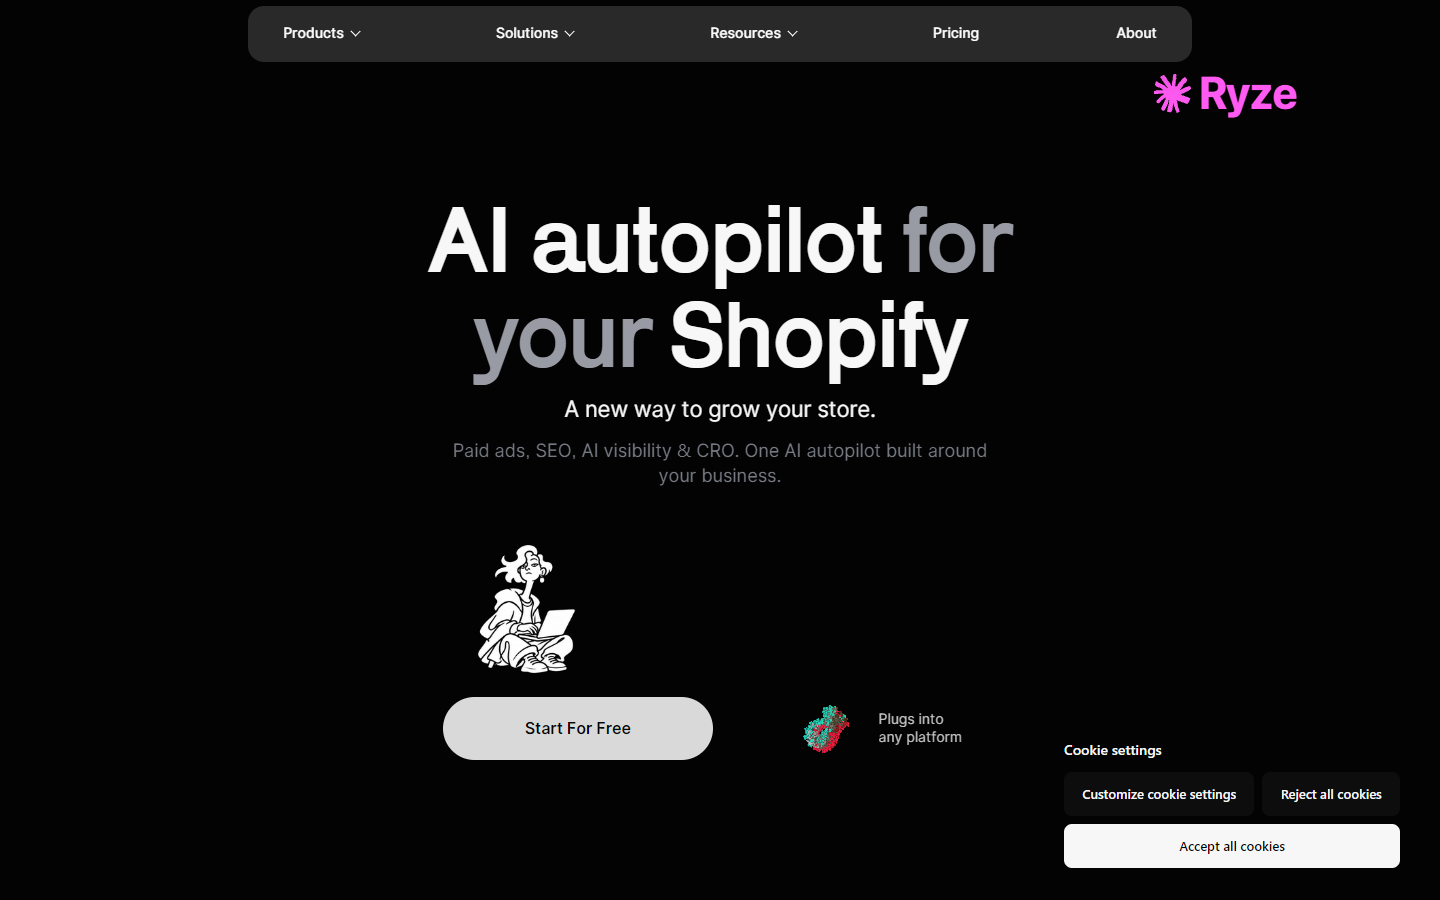 Products
Solutions
Resources
Pricing
About
Ryze
AI autopilot for
your Shopify
A new way to grow your store.
Paid ads, SEO, AI visibility & CRO. One AI autopilot built around
your business.
Start For Free
Plugs into
any platform
Cookie settings
Customize cookie settings
Reject all cookies
Accept all cookies